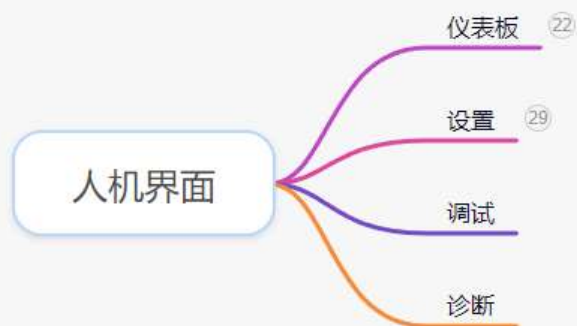 人机界面
仪表板 22
设置 29
调试
诊断